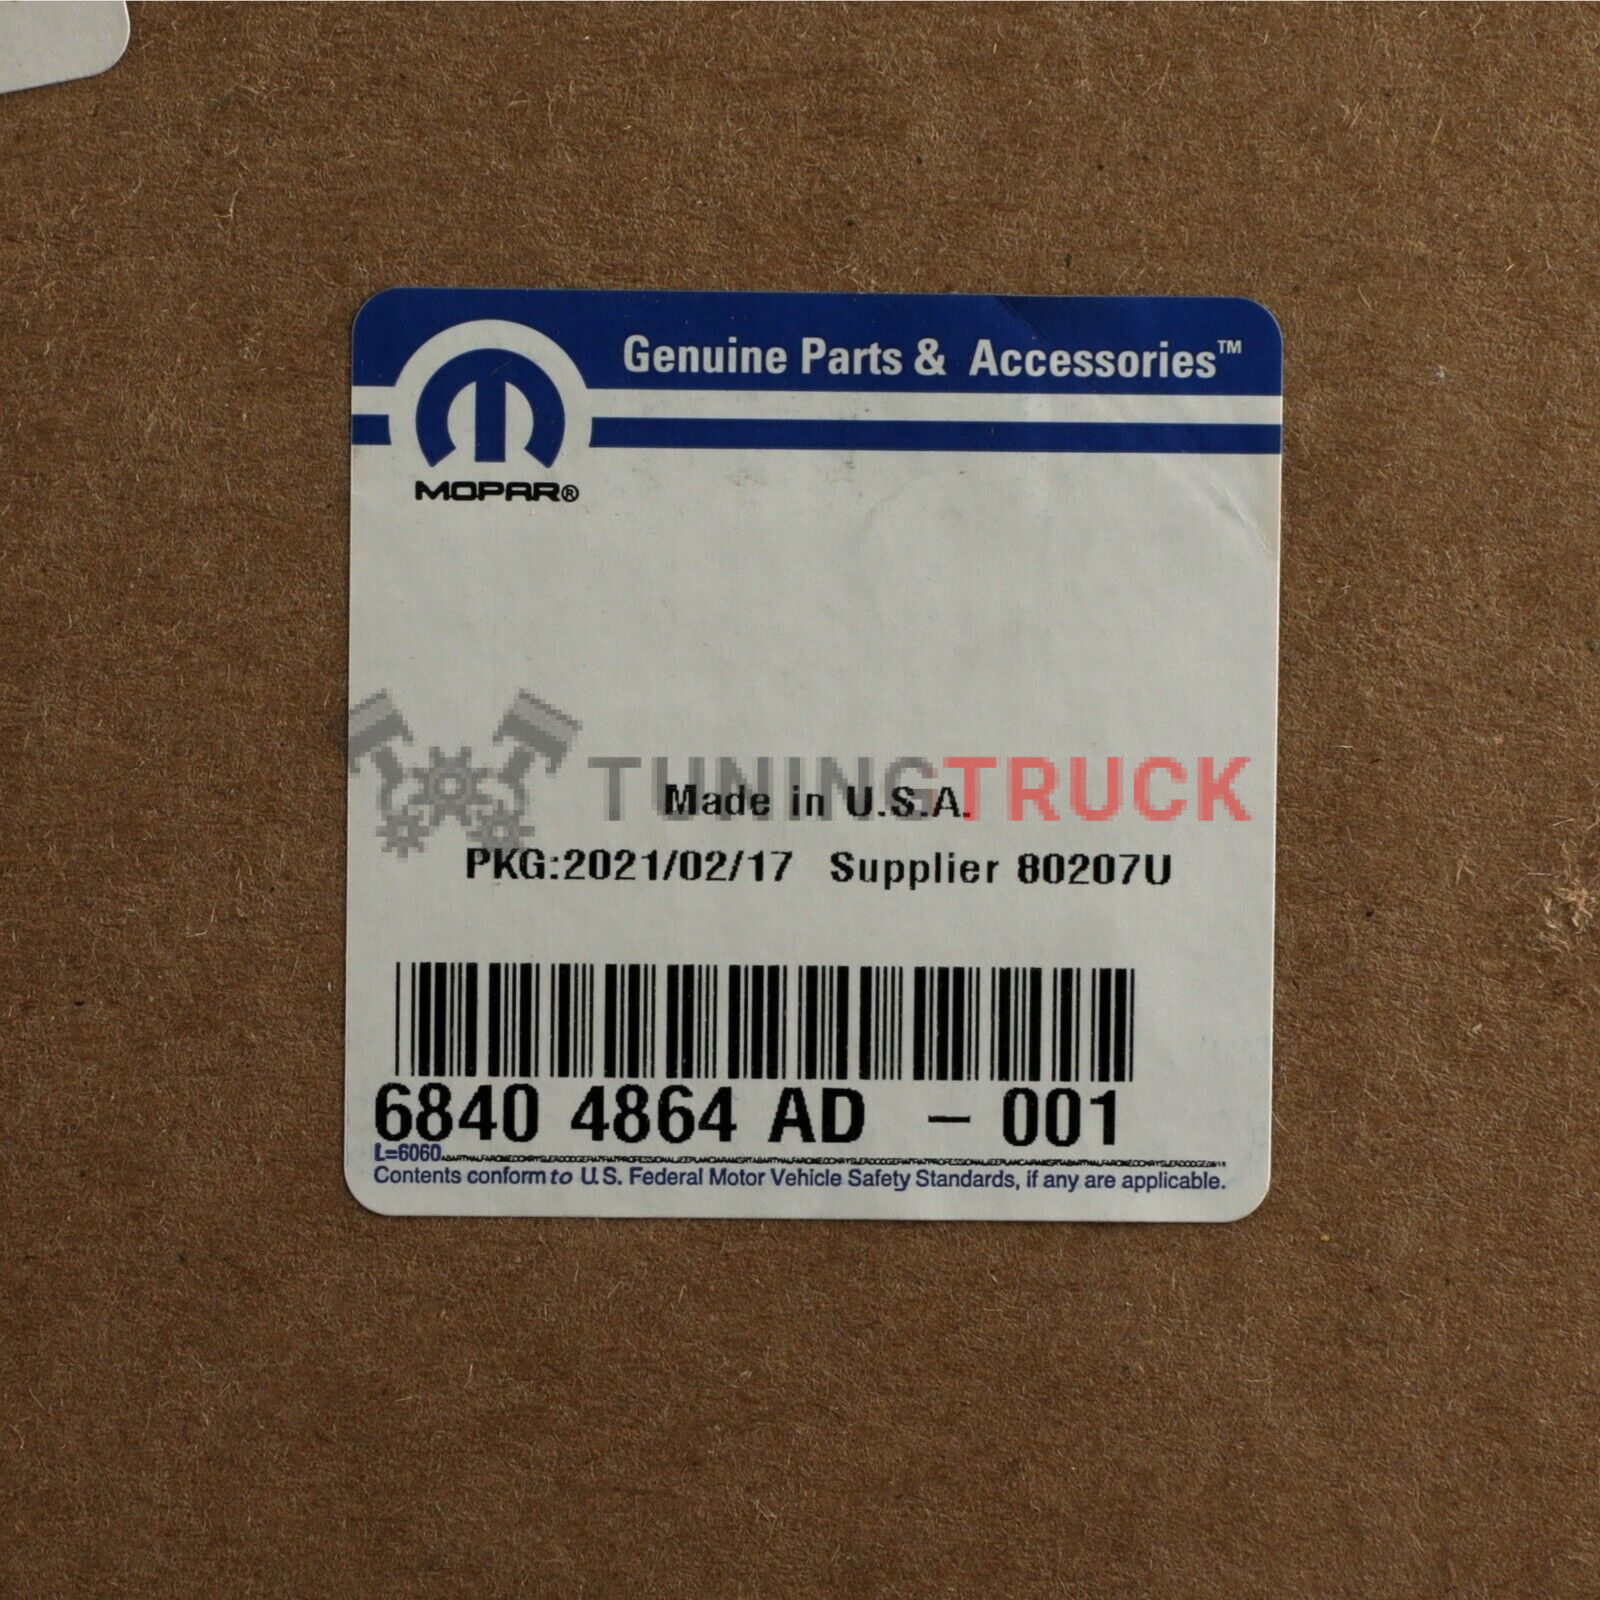 Genuine Parts & Accessories™
MOPAR®
TUNINGTRUCK
Made in U.S.A.
PKG:2021/02/17 Supplier 80207U
6840 4864 AD - 001
L=6060
Contents conform to U.S. Federal Motor Vehicle Safety Standards, if any are applicable.